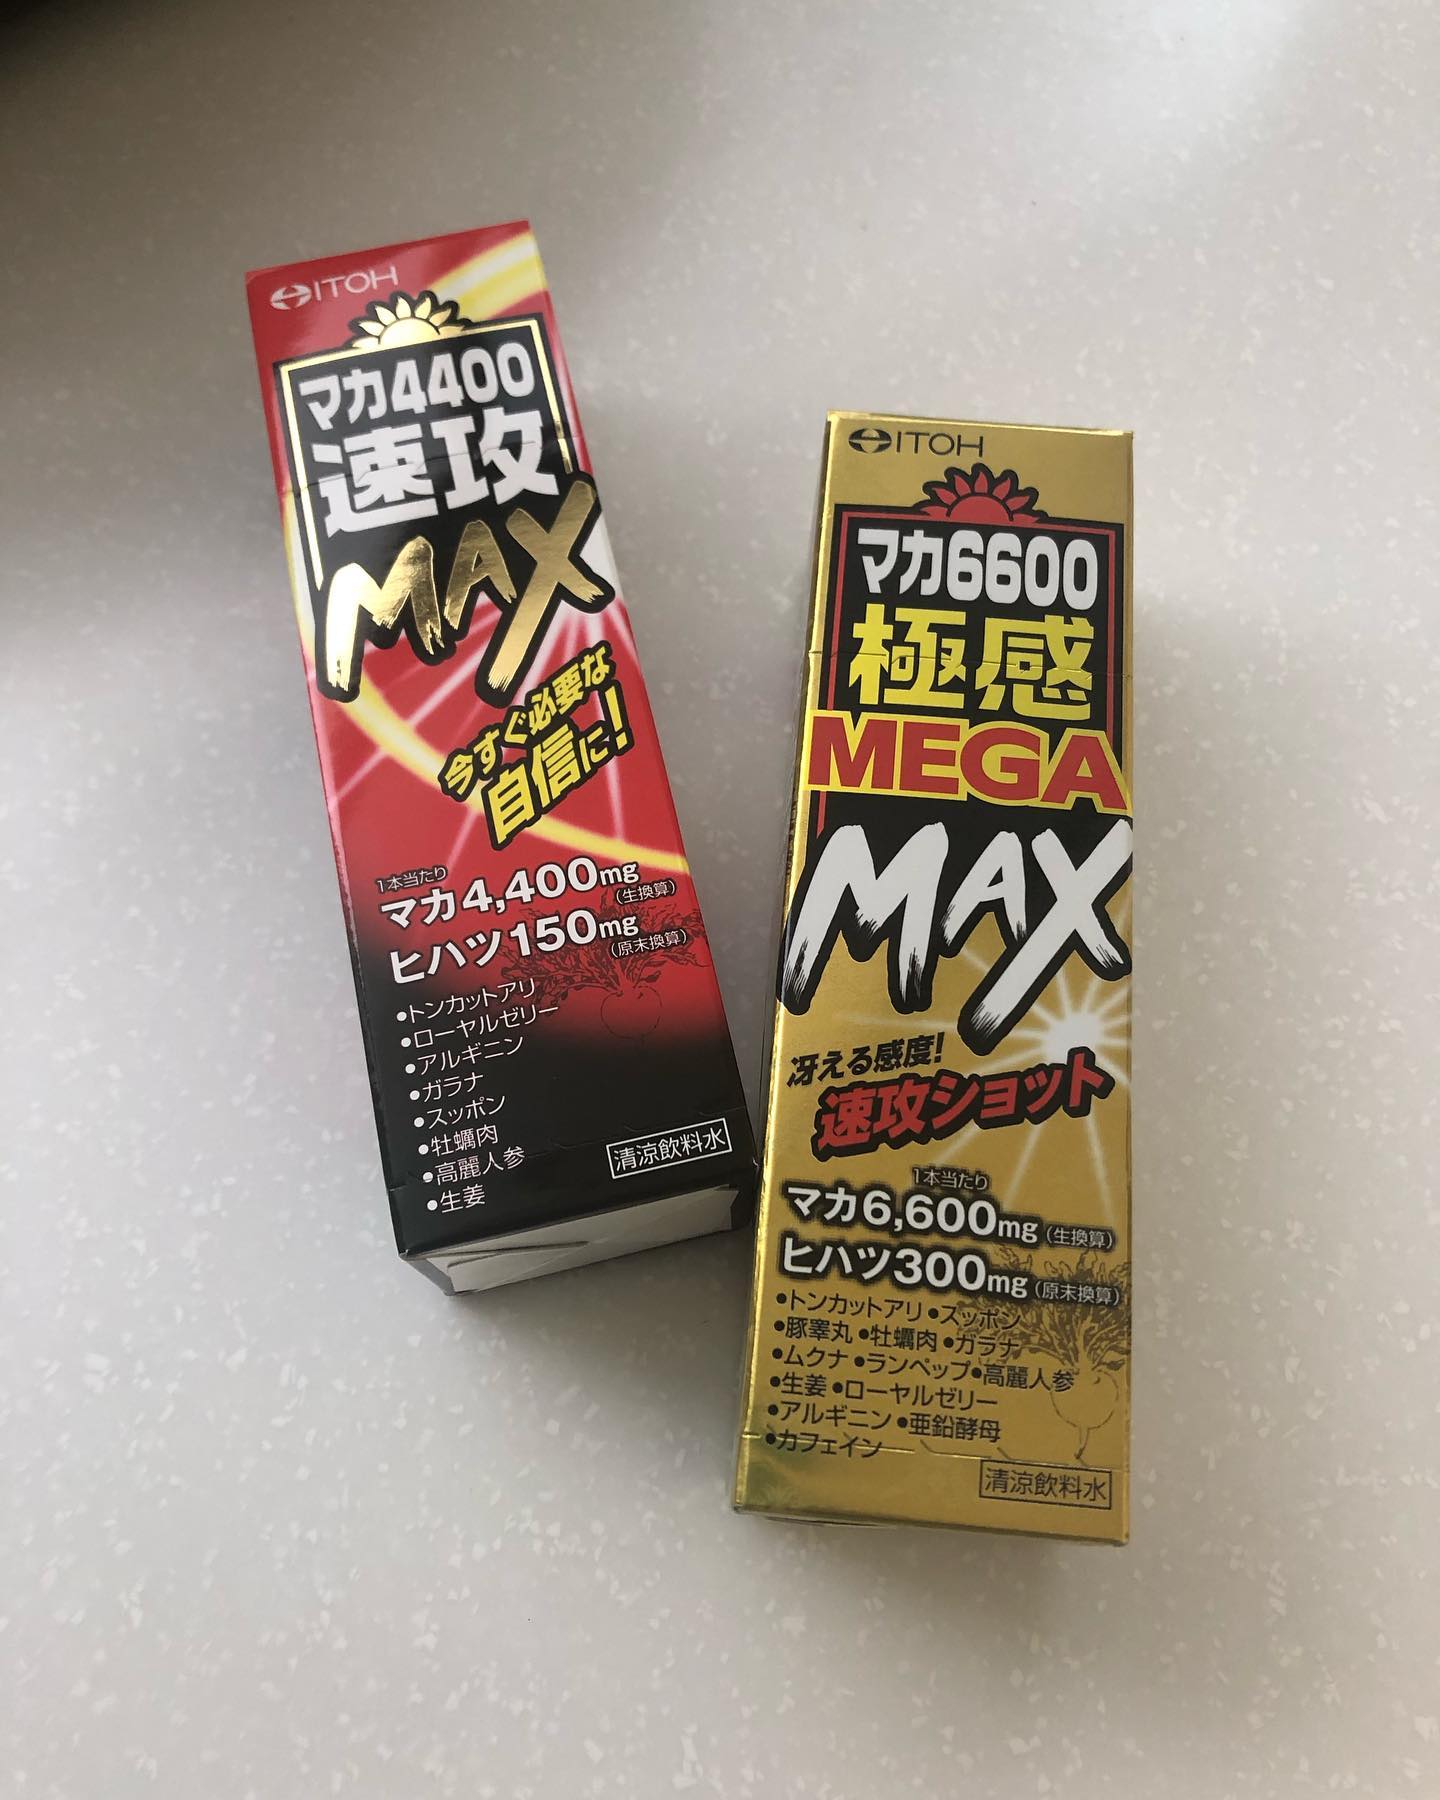 ITOH
マカ4400
速攻
MAX
今すぐ必要な
自信に!
1本当たり
マカ4,400mg(生換算)
ヒハツ150mg(原末換算)
•トンカットアリ
•ローヤルゼリー
•アルギニン
•ガラナ
•スッポン
•牡蠣肉
•高麗人参
•生姜
清涼飲料水
ITOH
マカ6600
極感
MEGA
MAX
冴える感度!
速攻ショット
1本当たり
マカ6,600mg(生換算)
ヒハツ300mg(原末換算)
•トンカットアリ•スッポン
•豚睾丸•牡蠣肉•ガラナ
•ムクナ•ランペップ•高麗人参
•生姜•ローヤルゼリー
•アルギニン•亜鉛酵母
•カフェイン
清涼飲料水